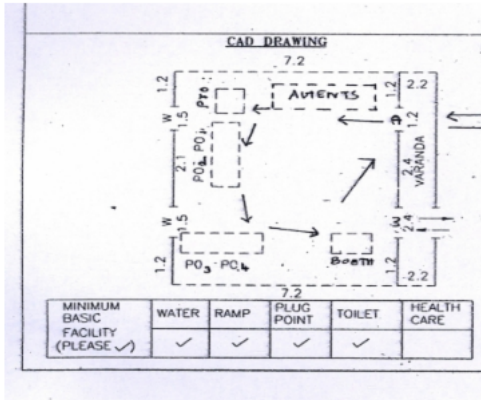 CAD DRAWING
7.2
1.2
PTO
AGENTS
1.2
2.2
W
1.5
D
1.2
PO1
PO2
2.1
2.4
VARANDA
W
1.5
W
2.4
1.2
PO3 PO4
BOOTH
1.2
2.2
7.2
MINIMUM BASIC FACILITY (PLEASE ✓)
WATER
RAMP
PLUG POINT
TOILET
HEALTH CARE
✓ ✓ ✓ ✓